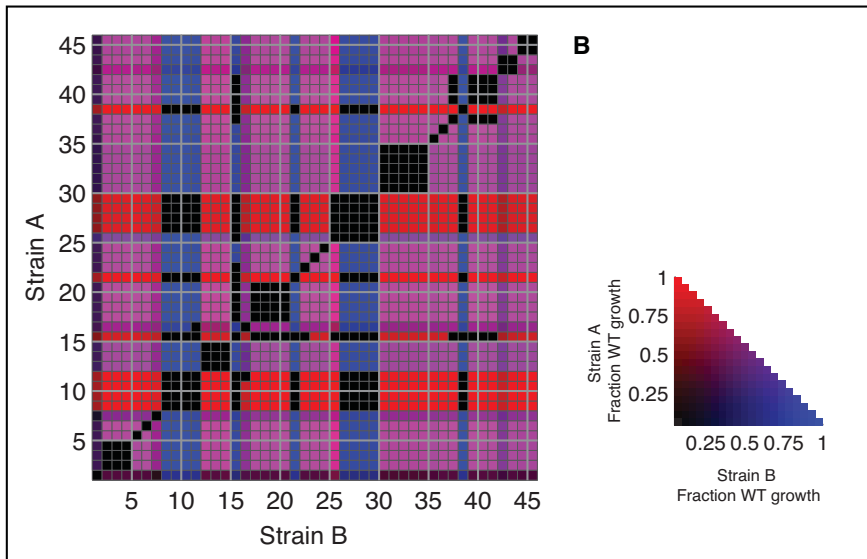 B
45
40
35
30
25
20
15
10
5
Strain A
5 10 15 20 25 30 35 40 45
Strain B
1
0.75
0.5
0.25
Strain A
Fraction WT growth
0.25 0.5 0.75 1
Strain B
Fraction WT growth